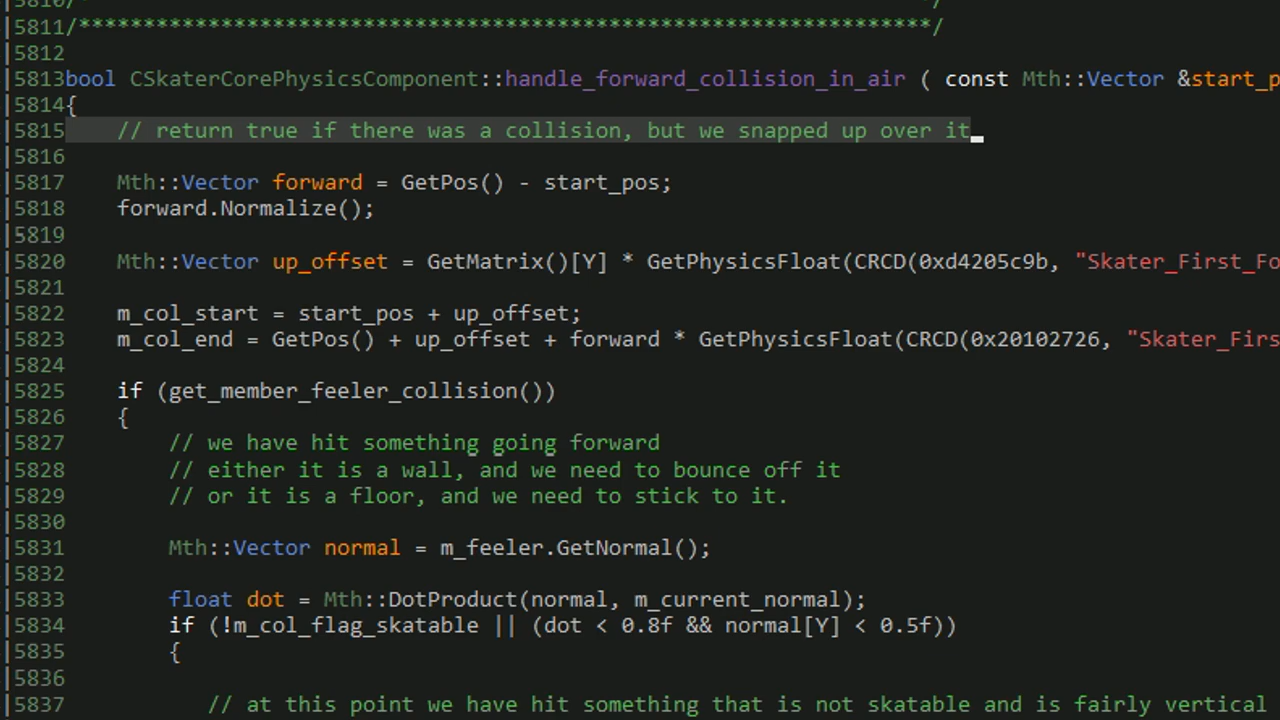 5810/* */
5811/******************************************************************/
5812
5813bool CSkaterCorePhysicsComponent::handle_forward_collision_in_air ( const Mth::Vector &start_p
5814{
5815    // return true if there was a collision, but we snapped up over it
5816
5817    Mth::Vector forward = GetPos() - start_pos;
5818    forward.Normalize();
5819
5820    Mth::Vector up_offset = GetMatrix()[Y] * GetPhysicsFloat(CRCD(0xd4205c9b, "Skater_First_Fo
5821
5822    m_col_start = start_pos + up_offset;
5823    m_col_end = GetPos() + up_offset + forward * GetPhysicsFloat(CRCD(0x20102726, "Skater_Firs
5824
5825    if (get_member_feeler_collision())
5826    {
5827        // we have hit something going forward
5828        // either it is a wall, and we need to bounce off it
5829        // or it is a floor, and we need to stick to it.
5830
5831        Mth::Vector normal = m_feeler.GetNormal();
5832
5833        float dot = Mth::DotProduct(normal, m_current_normal);
5834        if (!m_col_flag_skatable || (dot < 0.8f && normal[Y] < 0.5f))
5835        {
5836
5837           // at this point we have hit something that is not skatable and is fairly vertical